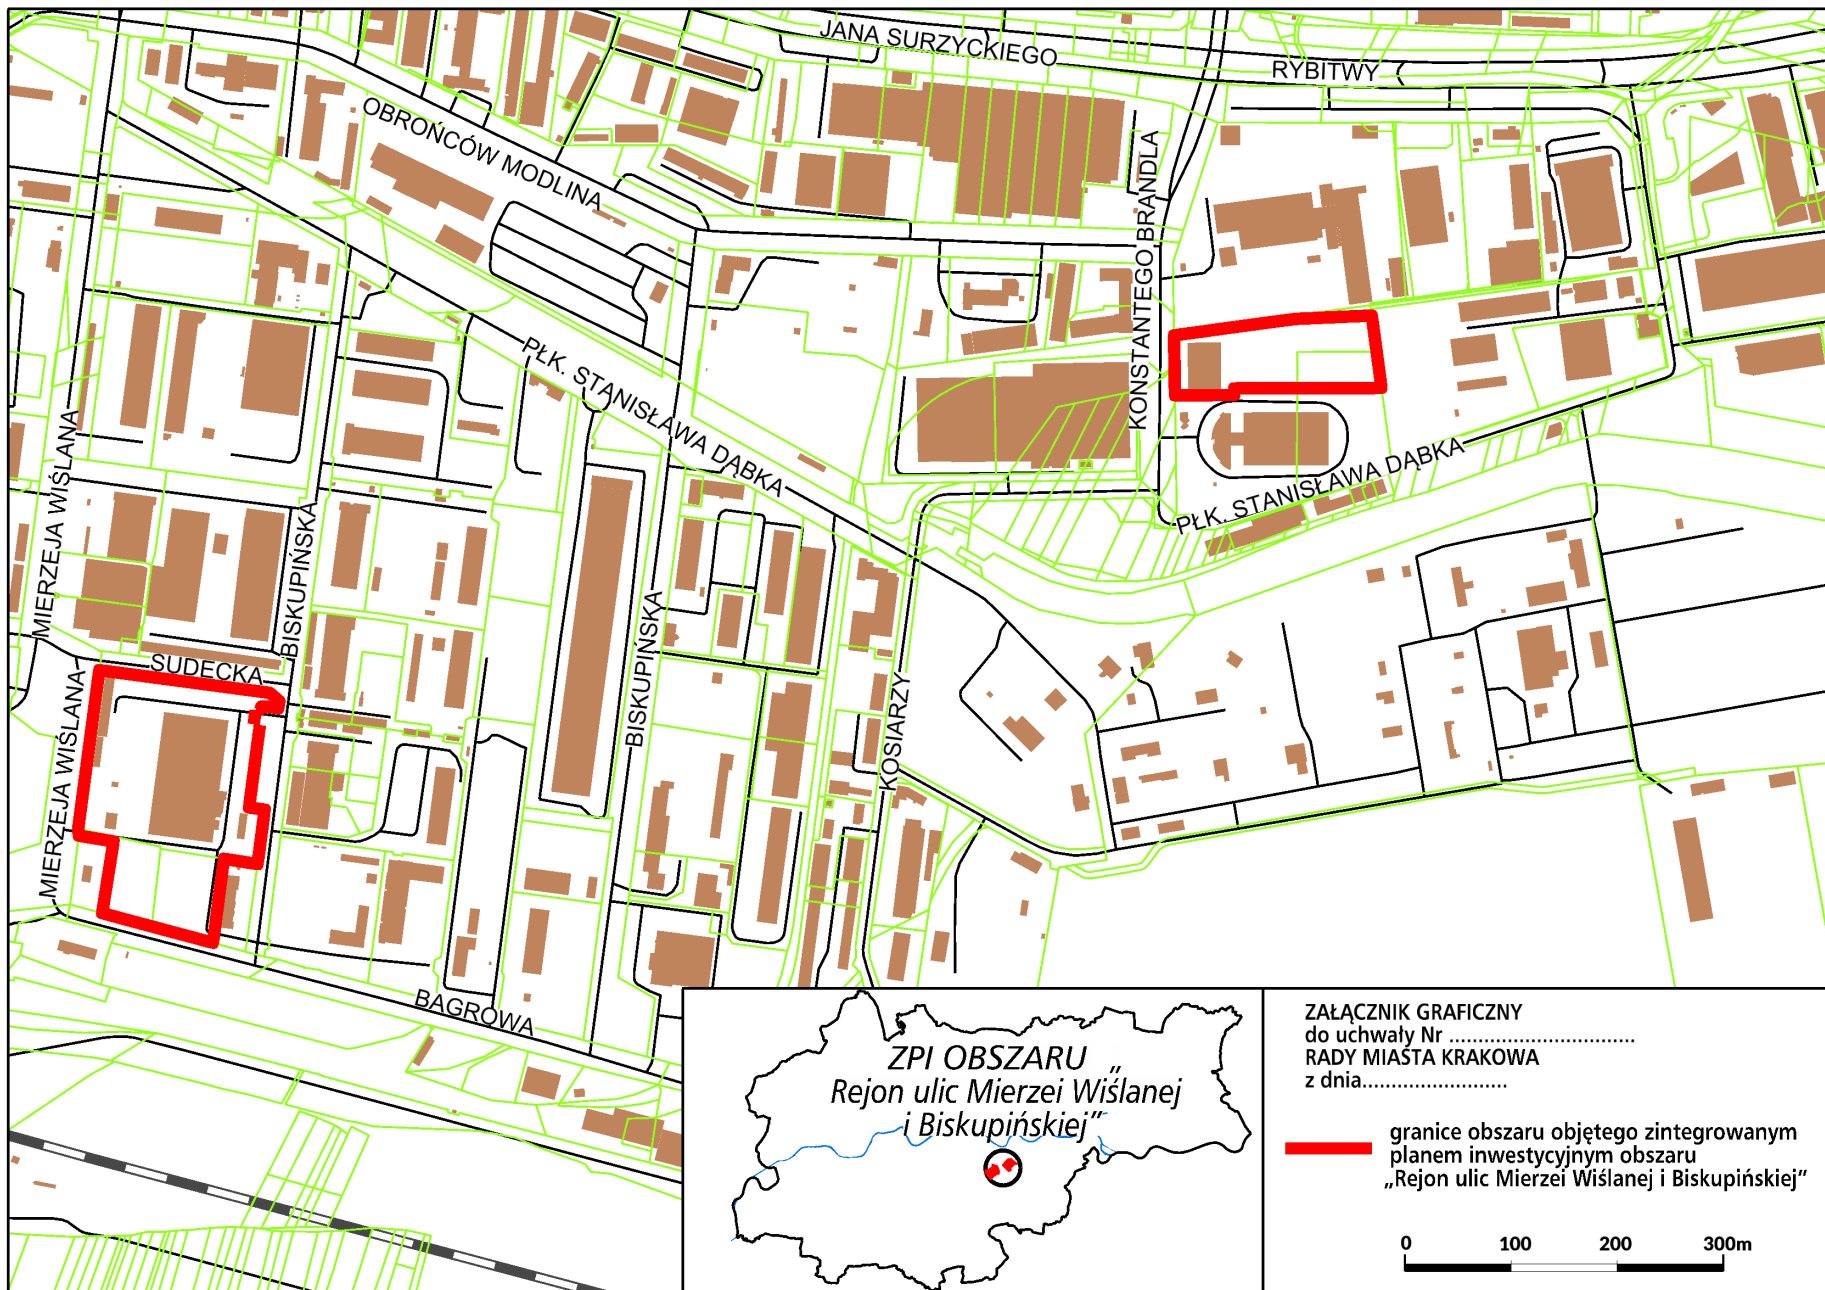 JANA SURZYCKIEGO
RYBITWY
OBROŃCÓW MODLINA
KONSTANTEGO BRANDLA
PŁK. STANISŁAWA DĄBKA
PŁK. STANISŁAWA DĄBKA
MIERZEJA WIŚLANA
BISKUPIŃSKA
BISKUPIŃSKA
SUDECKA
MIERZEJA WIŚLANA
KOSIARZY
BAGROWA
ZPI OBSZARU „
Rejon ulic Mierzei Wiślanej
i Biskupińskiej”
ZAŁĄCZNIK GRAFICZNY
do uchwały Nr ................................
RADY MIASTA KRAKOWA
z dnia.........................
granice obszaru objętego zintegrowanym
planem inwestycyjnym obszaru
„Rejon ulic Mierzei Wiślanej i Biskupińskiej”
0 100 200 300m